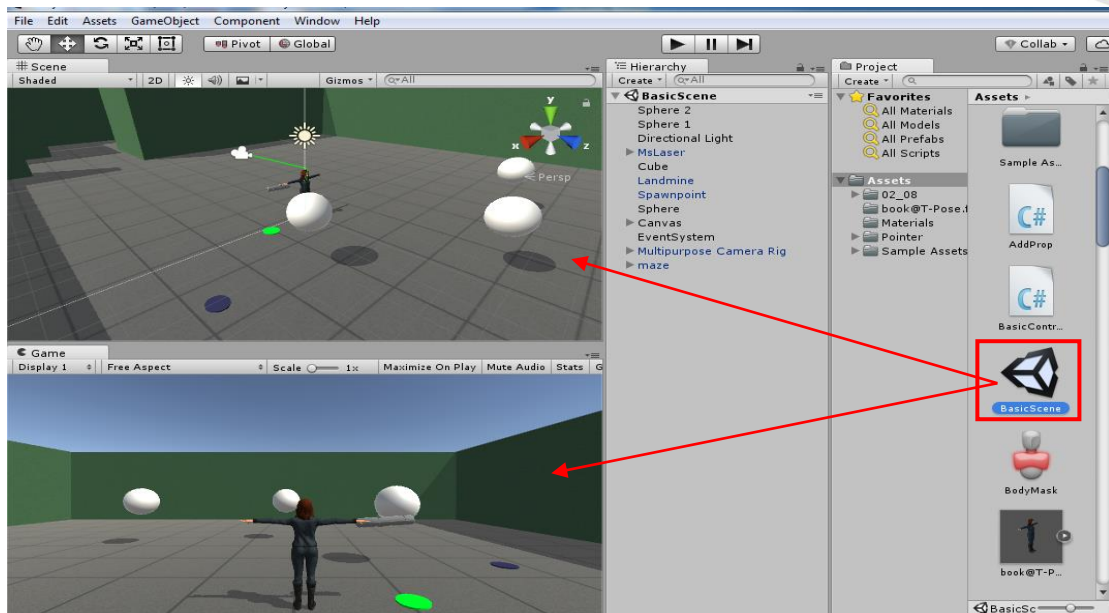 File Edit Assets GameObject Component Window Help
Pivot Global Collab
Scene
Shaded 2D Gizmos All
y
x z
Persp
Game
Display 1 Free Aspect Scale 1x Maximize On Play Mute Audio Stats G
Hierarchy
Create All
BasicScene
Sphere 2
Sphere 1
Directional Light
MsLaser
Cube
Landmine
Spawnpoint
Sphere
Canvas
EventSystem
Multipurpose Camera Rig
maze
Project
Create
Favorites
All Materials
All Models
All Prefabs
All Scripts
Assets
02_08
book@T-Pose.f
Materials
Pointer
Sample Assets
Assets
Sample As...
C#
AddProp
C#
BasicContr...
BasicScene
BodyMask
book@T-P...
BasicSc